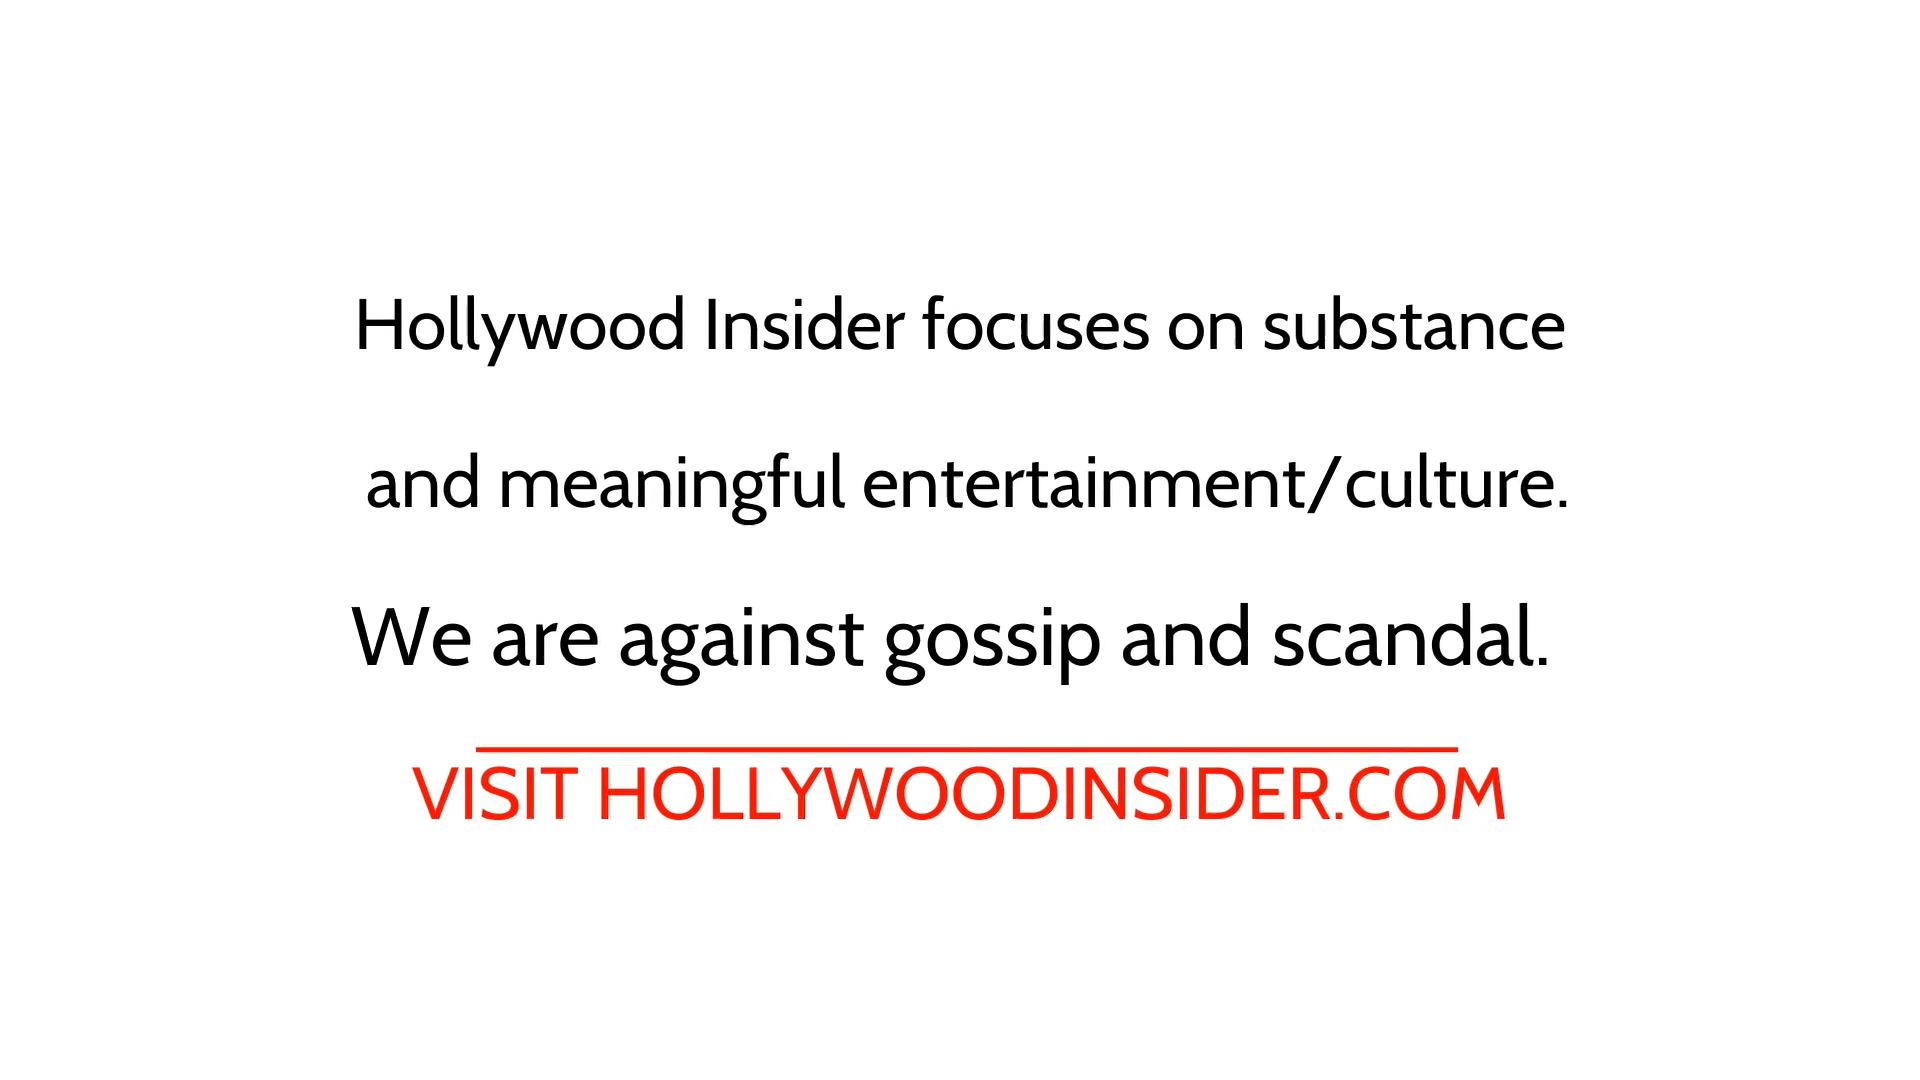 Hollywood Insider focuses on substance
and meaningful entertainment/culture.
We are against gossip and scandal.
VISIT HOLLYWOODINSIDER.COM